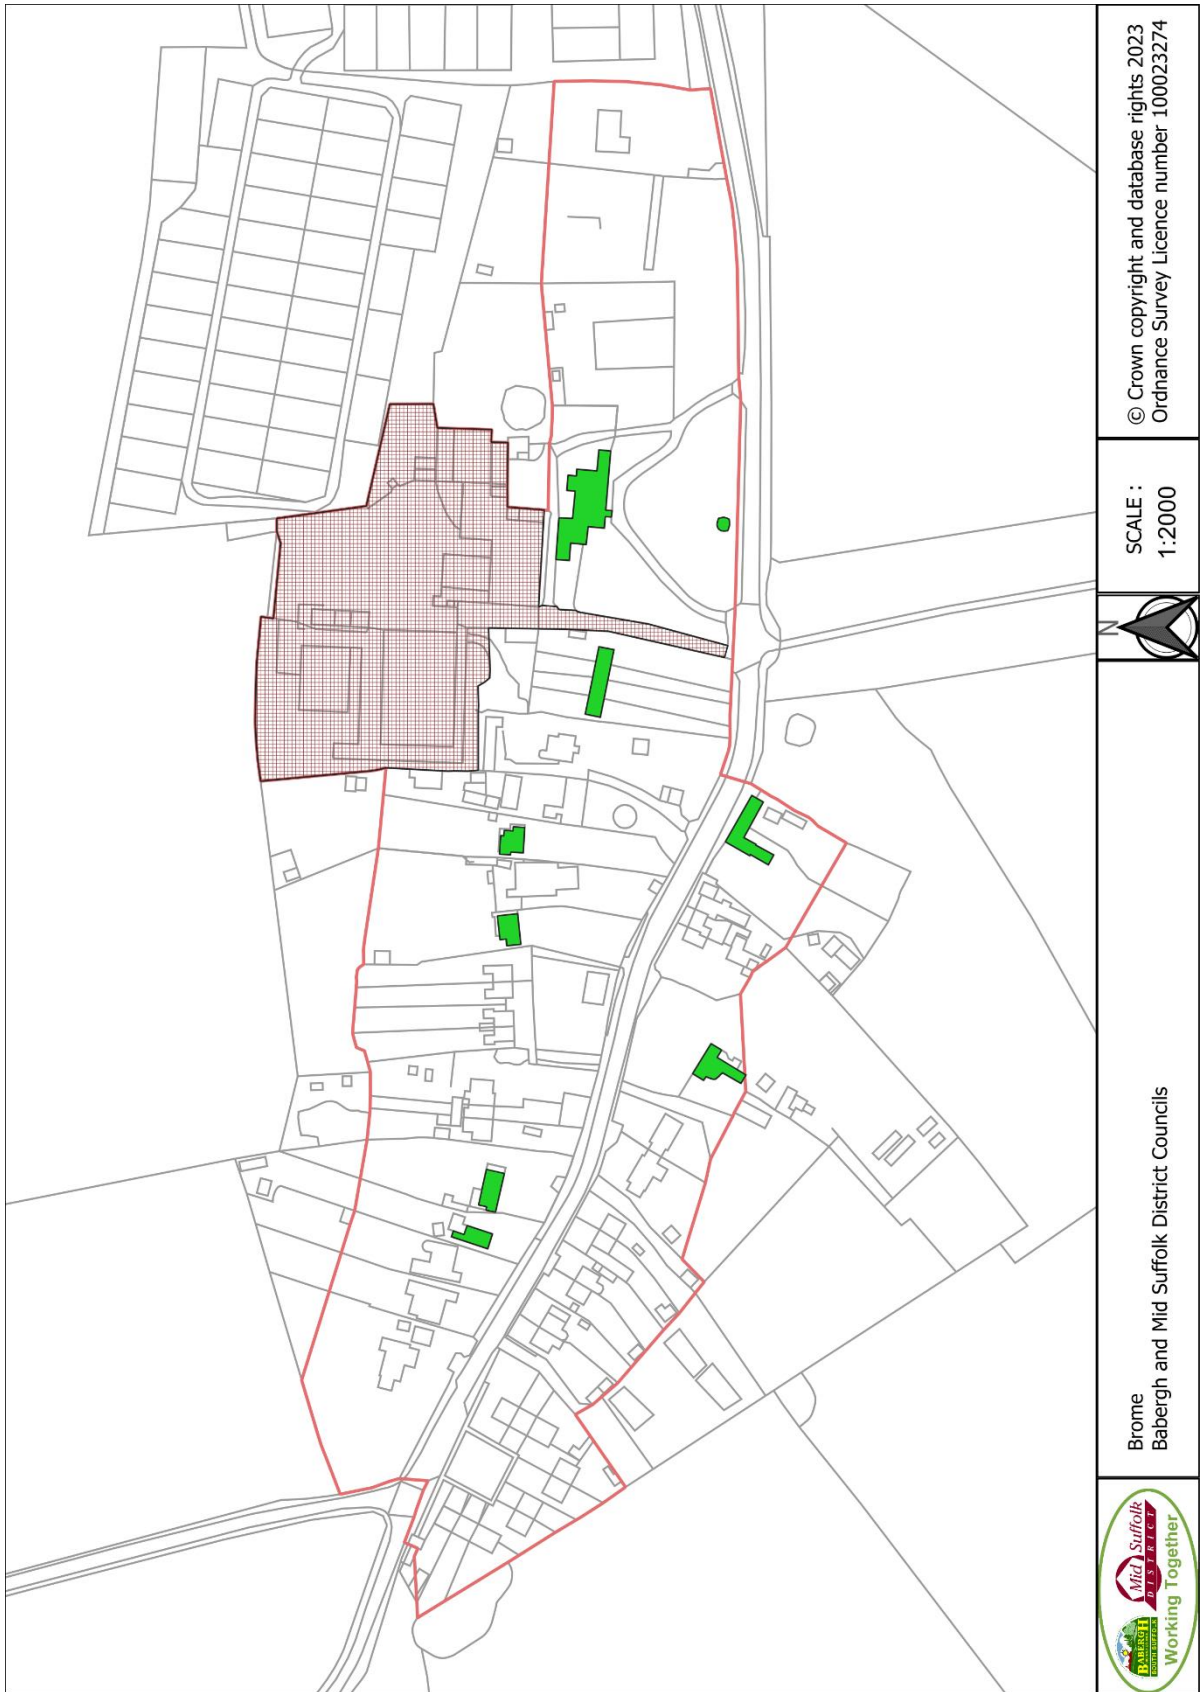 Mid Suffolk
DISTRICT
BABERGH
SOUTH SUFFOLK
Working Together
Brome
Babergh and Mid Suffolk District Councils
N
SCALE :
1:2000
© Crown copyright and database rights 2023
Ordnance Survey Licence number 100023274